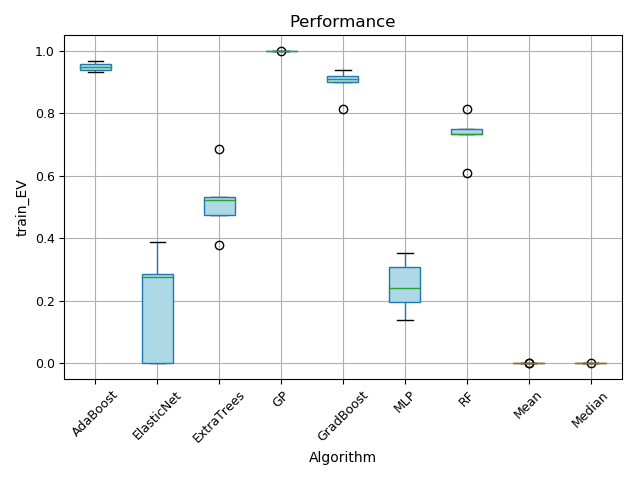 Performance
train_EV
1.0
0.8
0.6
0.4
0.2
0.0
AdaBoost
ElasticNet
ExtraTrees
GP
GradBoost
MLP
RF
Mean
Median
Algorithm